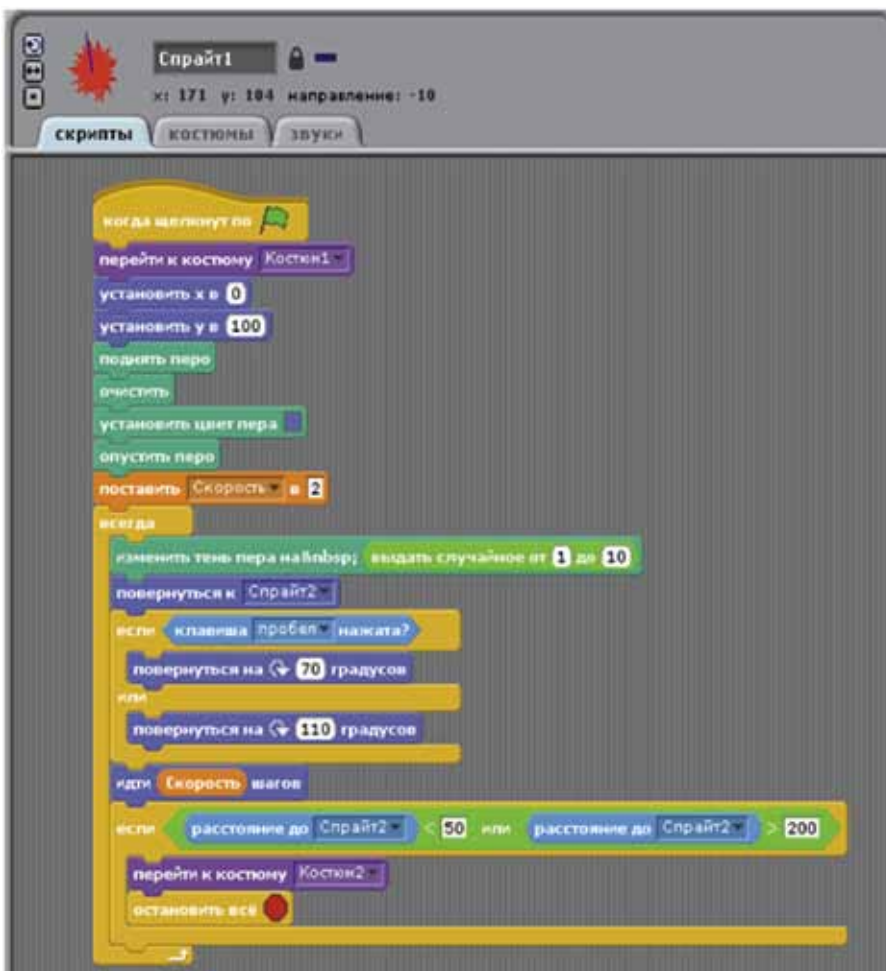 Спрайт1
x: 171 y: 104 направление: -10
скрипты костюмы звуки
когда щелкнут по
перейти к костюму Костюм1
установить x в 0
установить y в 100
поднять перо
очистить
установить цвет пера
опустить перо
поставить Скорость в 2
всегда
изменить тень пера на&nbsp; выдать случайное от 1 до 10
повернуться к Спрайт2
если клавиша пробел нажата?
повернуться на 70 градусов
или
повернуться на 110 градусов
идти Скорость шагов
если расстояние до Спрайт2 < 50 или расстояние до Спрайт2 > 200
перейти к костюму Костюм2
остановить всё